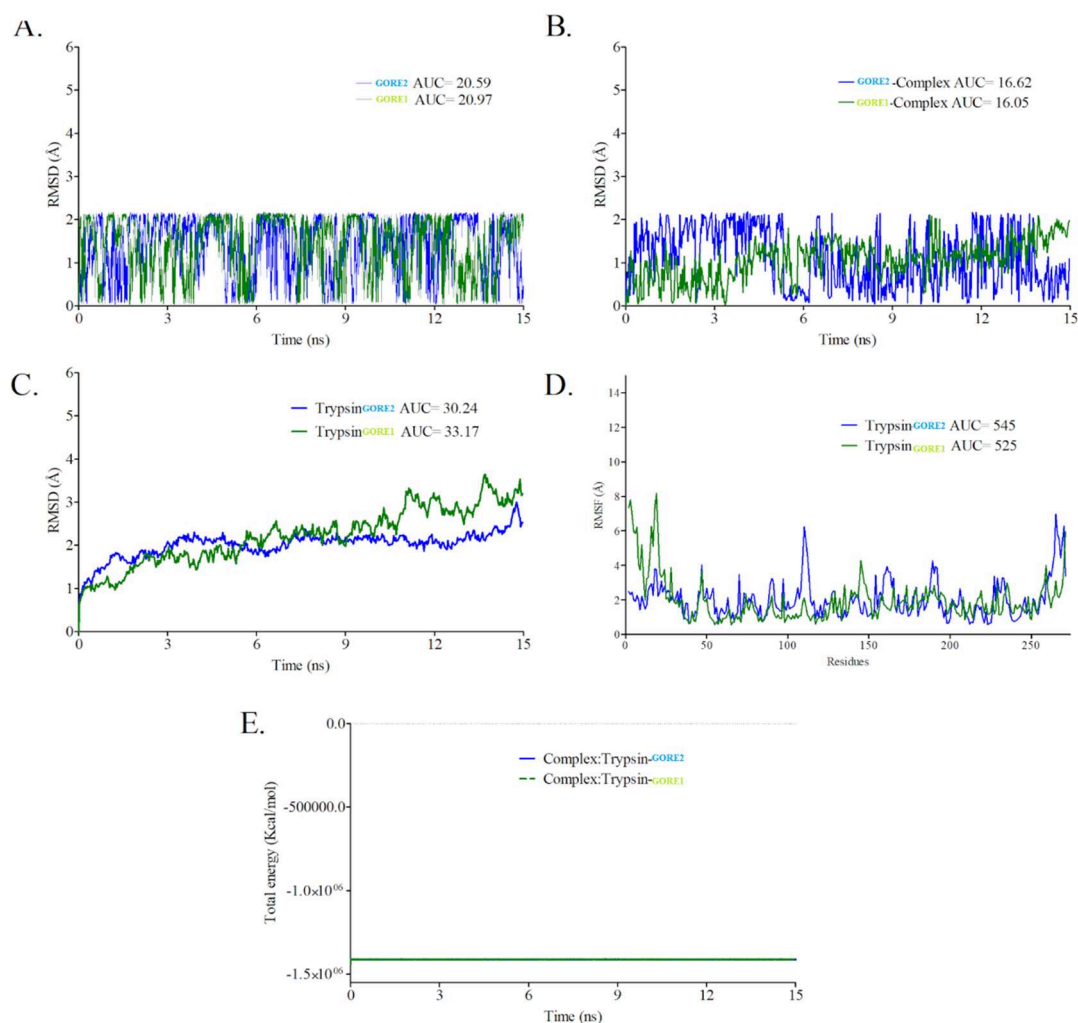 A.
6
5
4
3
2
1
0
RMSD (Å)
GORE2 AUC= 20.59
GORE1 AUC= 20.97
0 3 6 9 12 15
Time (ns)
B.
6
5
4
3
2
1
0
RMSD (Å)
GORE2-Complex AUC= 16.62
GORE1-Complex AUC= 16.05
0 3 6 9 12 15
Time (ns)
C.
6
5
4
3
2
1
0
RMSD (Å)
TrypsinGORE2 AUC= 30.24
TrypsinGORE1 AUC= 33.17
0 3 6 9 12 15
Time (ns)
D.
14
12
10
8
6
4
2
0
RMSF (Å)
TrypsinGORE2 AUC= 545
TrypsinGORE1 AUC= 525
0 50 100 150 200 250
Residues
E.
0.0
-500000.0
-1.0×10⁰⁶
-1.5×10⁰⁶
Total energy (Kcal/mol)
Complex:Trypsin-GORE2
Complex:Trypsin-GORE1
0 3 6 9 12 15
Time (ns)